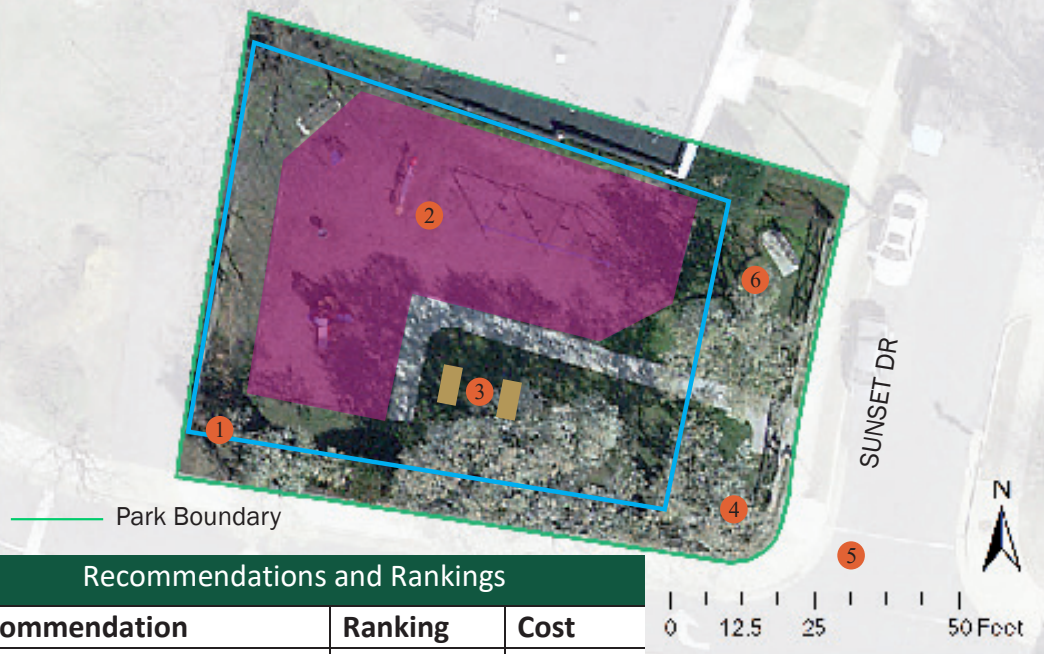 2
6
3
1
SUNSET DR
N
4
Park Boundary
5
Recommendations and Rankings
ommendation Ranking Cost
0 12.5 25 50 Feet